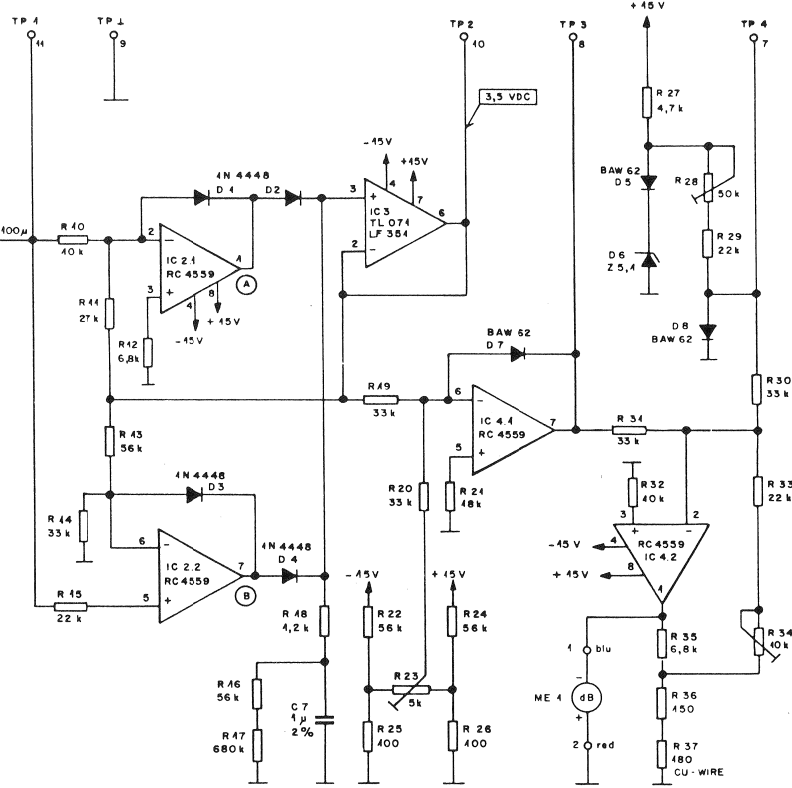 TP 1
11
TP ⊥
9
TP 2
10
TP 3
8
+ 15 V
TP 4
7
3,5 VDC
R 27
4,7 k
- 15 V
+15V
4
7
1N 4448
D 1
D 2
3
IC 3
TL 071
LF 351
6
2
BAW 62
D 5
R 28
50k
R 29
22 k
D 6
Z 5,1
D 8
BAW 62
100µ
R 10
10 k
2
IC 2.1
RC 4559
1
A
3
4
8
+ 15 V
- 15 V
R 11
27 k
R 12
6,8k
BAW 62
D 7
R 19
33 k
6
IC 4.1
RC 4559
7
5
R 30
33 k
R 31
33 k
R 13
56 k
1N 4448
D 3
R 14
33 k
R 20
33 k
R 21
18 k
R 32
10 k
R 33
22 k
3
2
RC 4559
IC 4.2
- 15 V
4
+ 15 V
8
1
6
IC 2.2
RC 4559
7
5
B
1N 4448
D 4
R 15
22 k
- 15 V
+ 15V
R 18
1,2 k
R 22
56 k
R 24
56 k
R 34
10 k
R 35
6,8 k
1
blu
R 16
56 k
R 23
5k
ME 1
-
dB
+
R 36
150
C 7
1 µ
2%
R 17
680 k
R 25
100
R 26
100
2
red
R 37
180
CU - WIRE